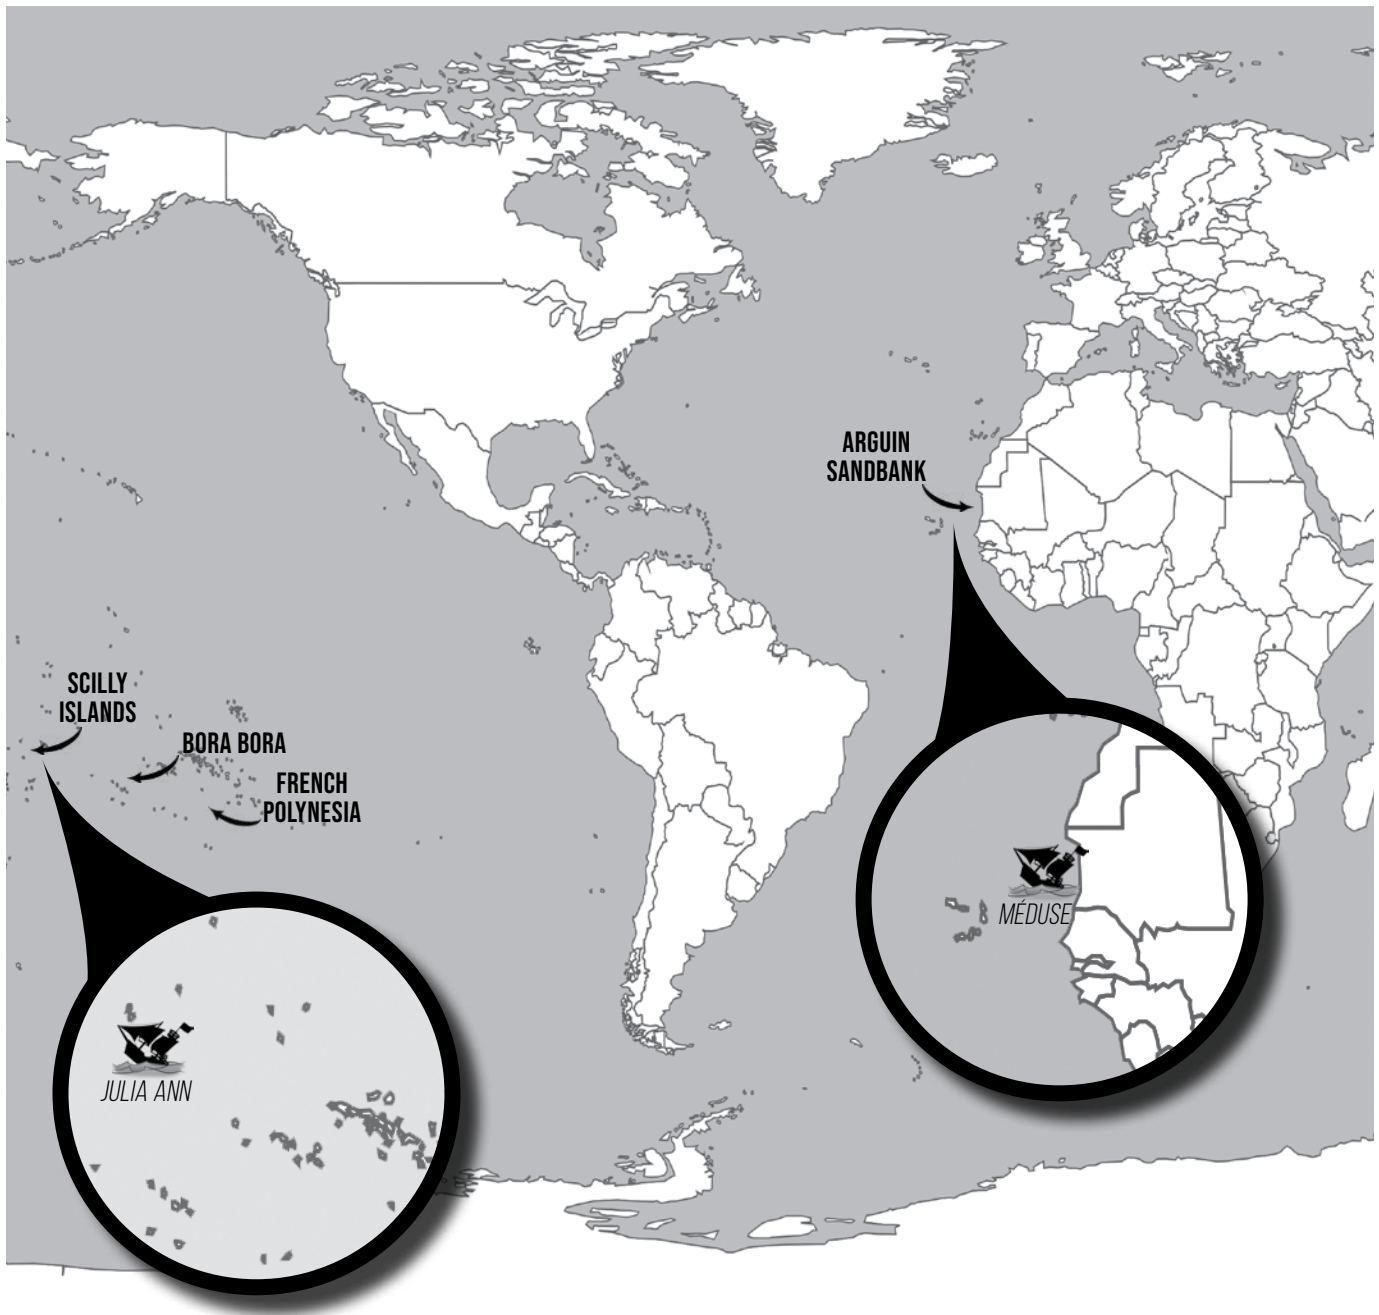 ARGUIN
SANDBANK
SCILLY
ISLANDS
BORA BORA
FRENCH
POLYNESIA
MÉDUSE
JULIA ANN